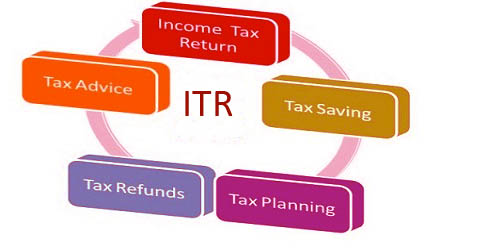 Income Tax
Return
Tax Advice
ITR
Tax Saving
Tax Refunds
Tax Planning